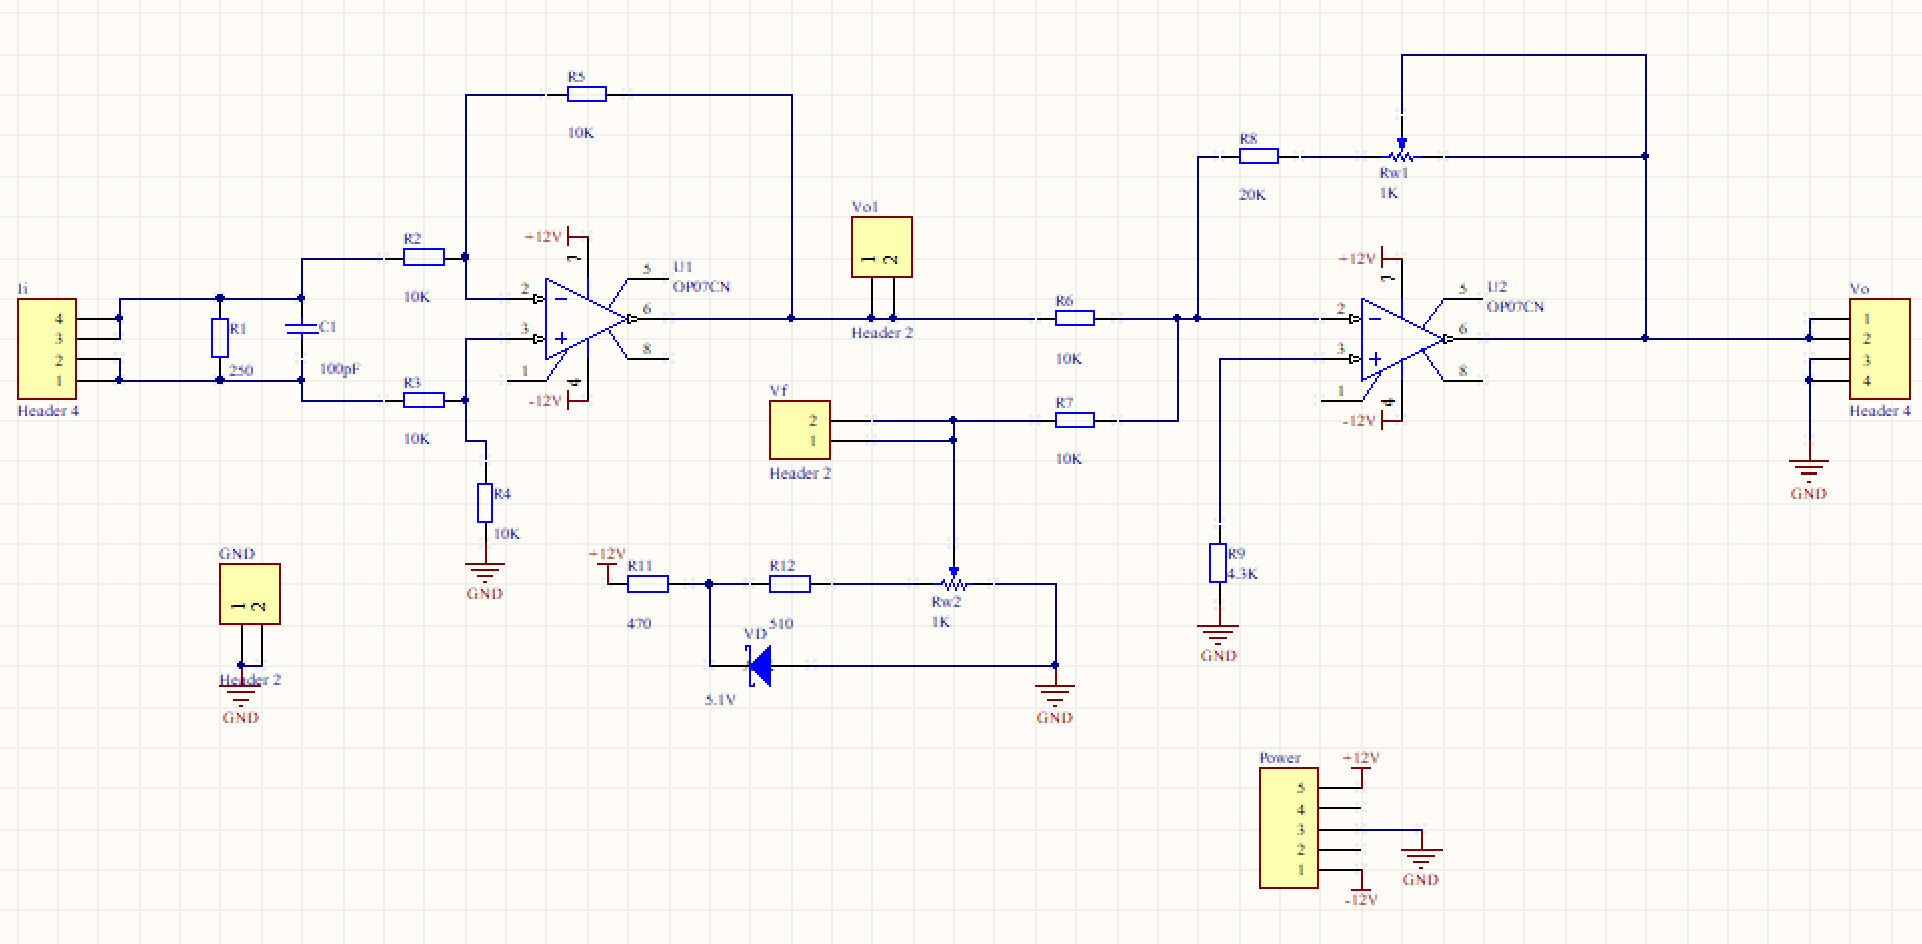 R5
10K
R8
20K
Rw1
1K
Vo1
1 2
Header 2
R2
10K
+12V
7
2
3
1
4
-12V
5
6
8
U1
OP07CN
Ii
4
3
2
1
Header 4
R1
250
C1
100pF
R3
10K
R4
10K
GND
R6
10K
R7
10K
Vf
2
1
Header 2
+12V
7
2
3
1
4
-12V
5
6
8
U2
OP07CN
Vo
1
2
3
4
Header 4
GND
R9
4.3K
GND
GND
1 2
Header 2
GND
+12V
R11
470
R12
510
VD
5.1V
Rw2
1K
GND
Power
5
4
3
2
1
+12V
GND
-12V